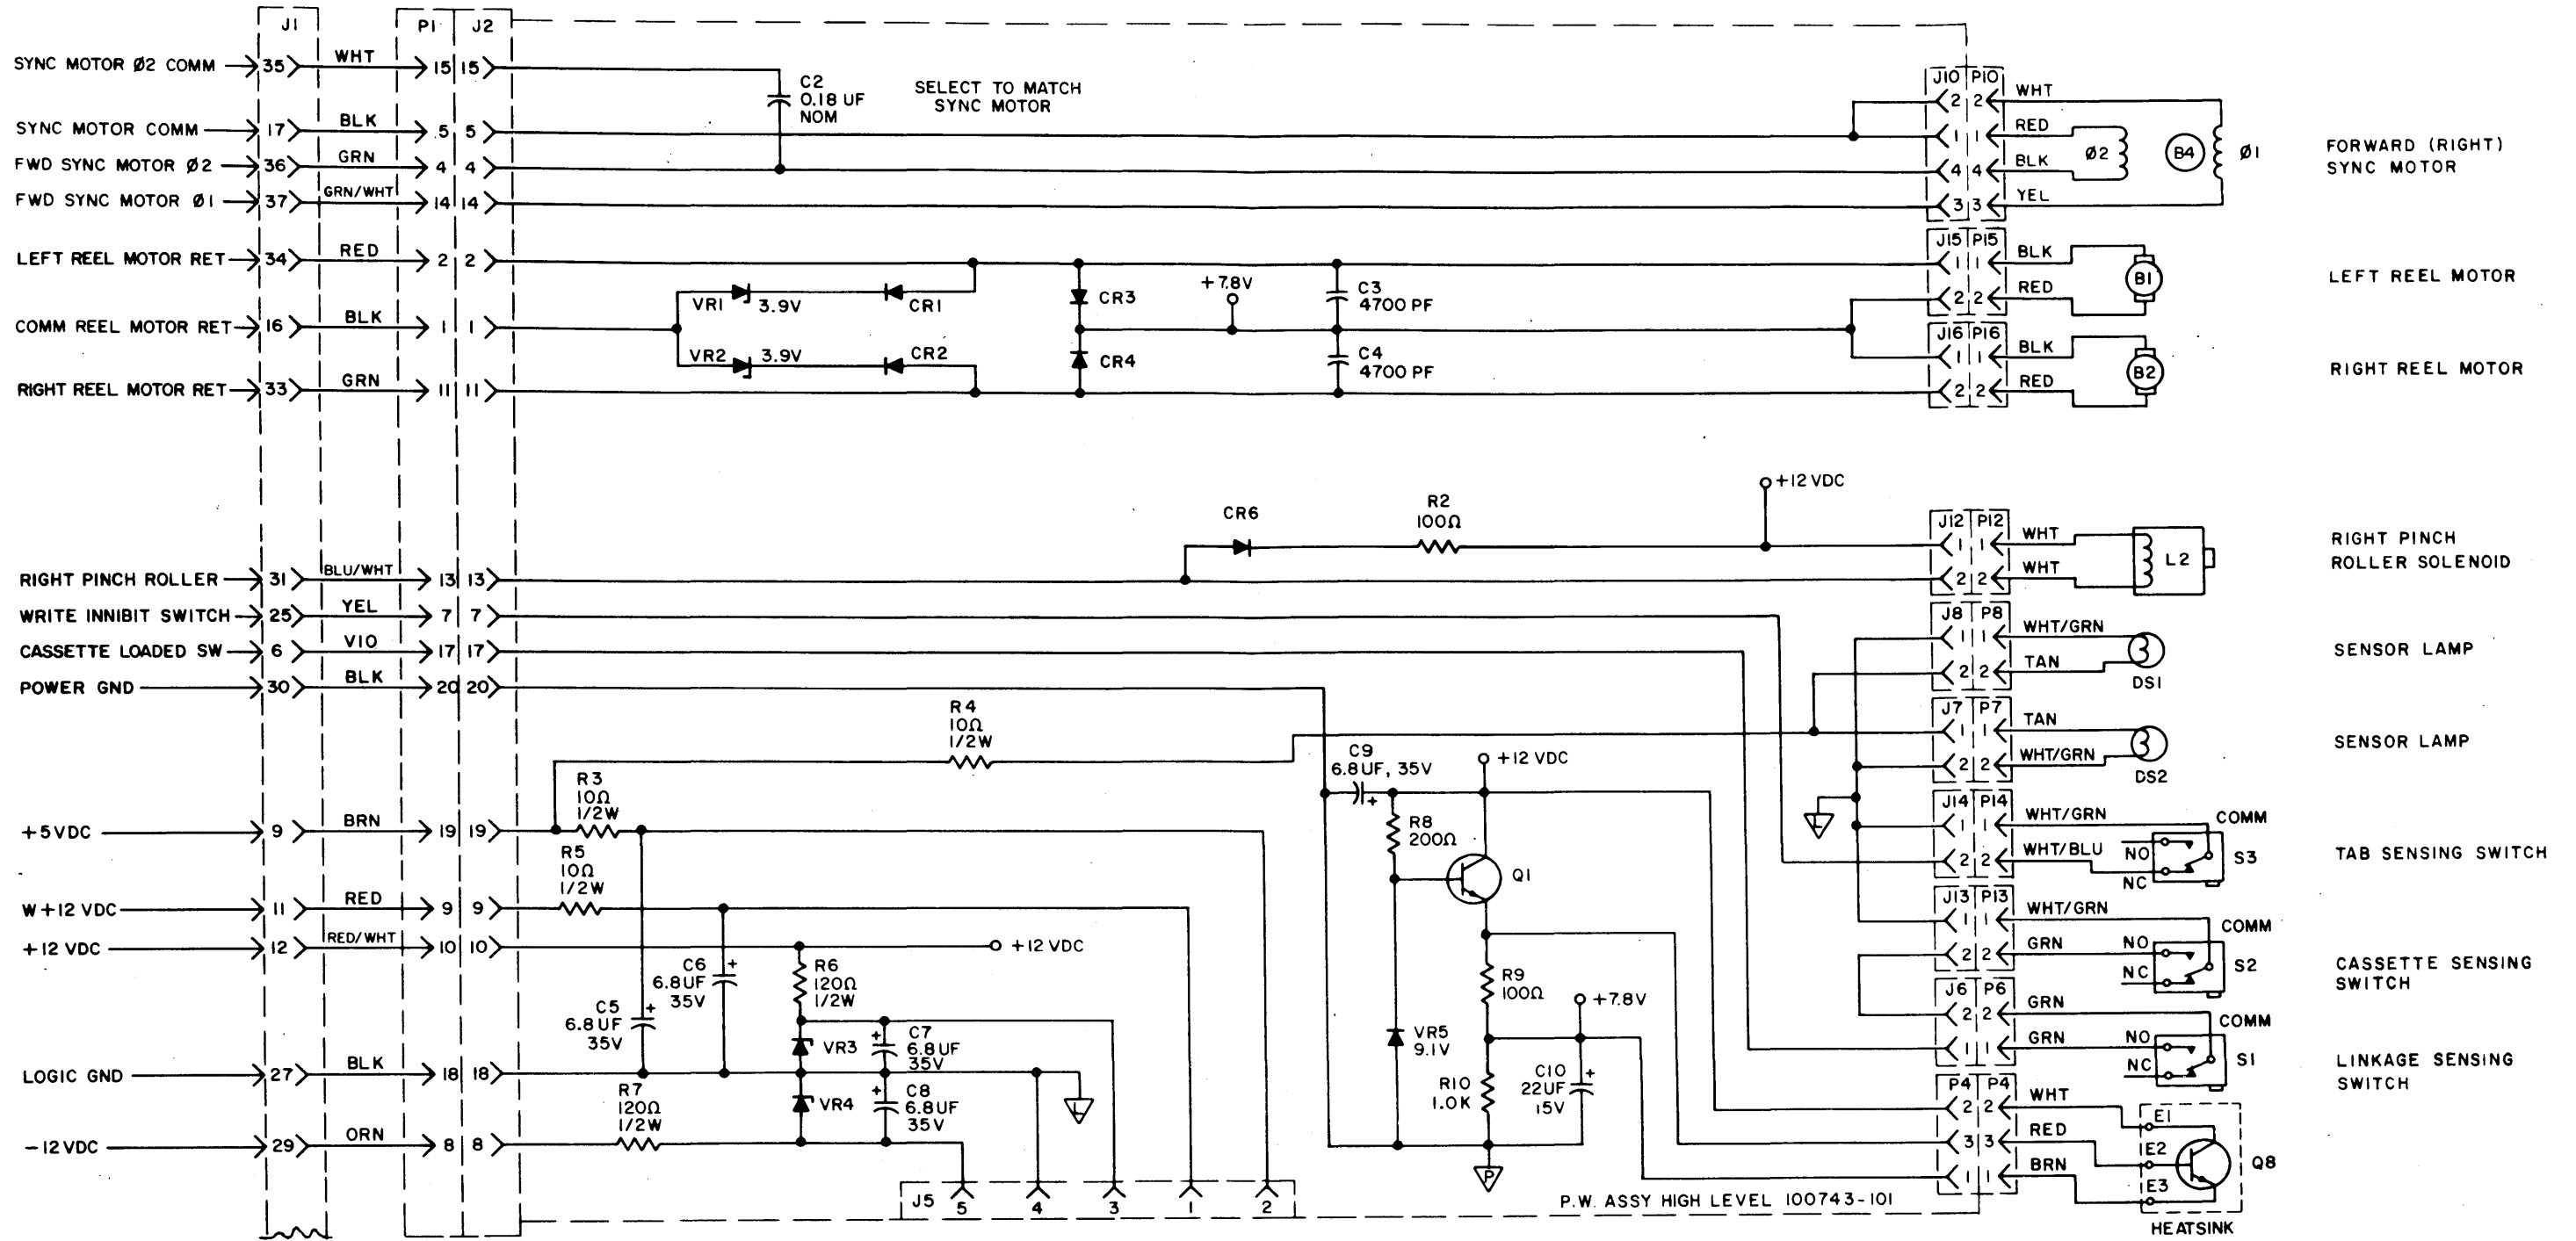 J1
P1 J2
SYNC MOTOR Ø2 COMM 35 WHT 15 15
C2
0.18 UF
NOM
SELECT TO MATCH
SYNC MOTOR
SYNC MOTOR COMM 17 BLK 5 5
FWD SYNC MOTOR Ø2 36 GRN 4 4
FWD SYNC MOTOR Ø1 37 GRN/WHT 14 14
J10 P10
2 2 WHT
1 1 RED
4 4 BLK
3 3 YEL
Ø2 B4 Ø1
FORWARD (RIGHT)
SYNC MOTOR
LEFT REEL MOTOR RET 34 RED 2 2
COMM REEL MOTOR RET 16 BLK 1 1
RIGHT REEL MOTOR RET 33 GRN 11 11
VR1 3.9V CR1
VR2 3.9V CR2
CR3
CR4
+7.8V
C3
4700 PF
C4
4700 PF
J15 P15
1 1 BLK
2 2 RED
B1
LEFT REEL MOTOR
J16 P16
1 1 BLK
2 2 RED
B2
RIGHT REEL MOTOR
CR6
R2
100Ω
+12 VDC
J12 P12
1 1 WHT
2 2 WHT
L2
RIGHT PINCH
ROLLER SOLENOID
RIGHT PINCH ROLLER 31 BLU/WHT 13 13
WRITE INNIBIT SWITCH 25 YEL 7 7
CASSETTE LOADED SW 6 VIO 17 17
POWER GND 30 BLK 20 20
J8 P8
1 1 WHT/GRN
2 2 TAN
DS1
SENSOR LAMP
J7 P7
1 1 TAN
2 2 WHT/GRN
DS2
SENSOR LAMP
R4
10Ω
1/2W
R3
10Ω
1/2W
+5VDC 9 BRN 19 19
R5
10Ω
1/2W
W+12 VDC 11 RED 9 9
+12 VDC 12 RED/WHT 10 10
+12 VDC
C9
6.8UF, 35V
+
+12 VDC
R8
200Ω
Q1
L
J14 P14
1 1 WHT/GRN
2 2 WHT/BLU
COMM
NO
NC
S3
TAB SENSING SWITCH
J13 P13
1 1 WHT/GRN
2 2 GRN
COMM
NO
NC
S2
CASSETTE SENSING
SWITCH
J6 P6
2 2 GRN
1 1 GRN
COMM
NO
NC
S1
LINKAGE SENSING
SWITCH
C6
6.8UF
35V
+
R6
120Ω
1/2W
C5
6.8UF
35V
+
VR3
C7
6.8UF
35V
+
LOGIC GND 27 BLK 18 18
R7
120Ω
1/2W
VR4
C8
6.8UF
35V
+
L
-12VDC 29 ORN 8 8
R9
100Ω
+7.8V
VR5
9.1V
R10
1.0K
C10
22UF
15V
+
P
P4 P4
2 2 WHT
3 3 RED
1 1 BRN
E1
E2
E3
Q8
HEATSINK
J5 5 4 3 1 2
P.W. ASSY HIGH LEVEL 100743-101